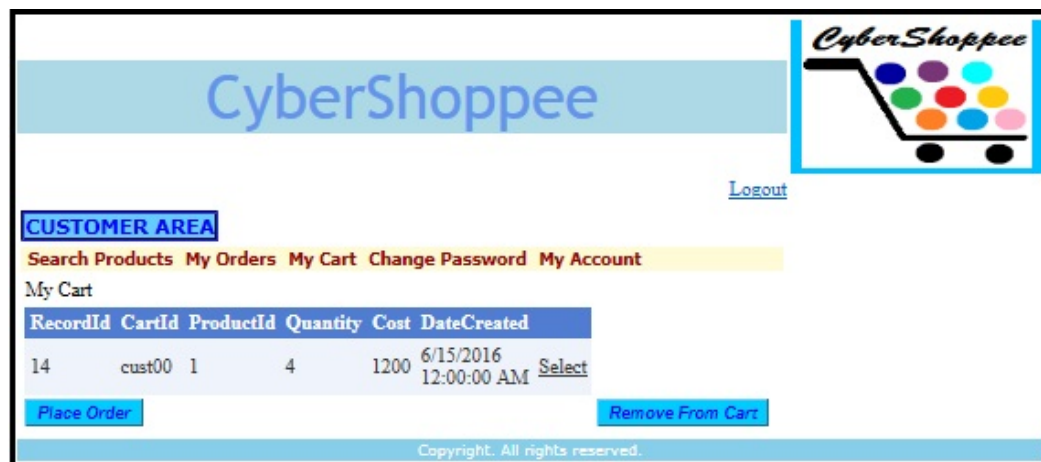 CyberShoppee
CyberShoppee
Logout
CUSTOMER AREA
Search Products My Orders My Cart Change Password My Account
My Cart
RecordId CartId ProductId Quantity Cost DateCreated
14 cust00 1 4 1200 6/15/2016 12:00:00 AM Select
Place Order Remove From Cart
Copyright. All rights reserved.